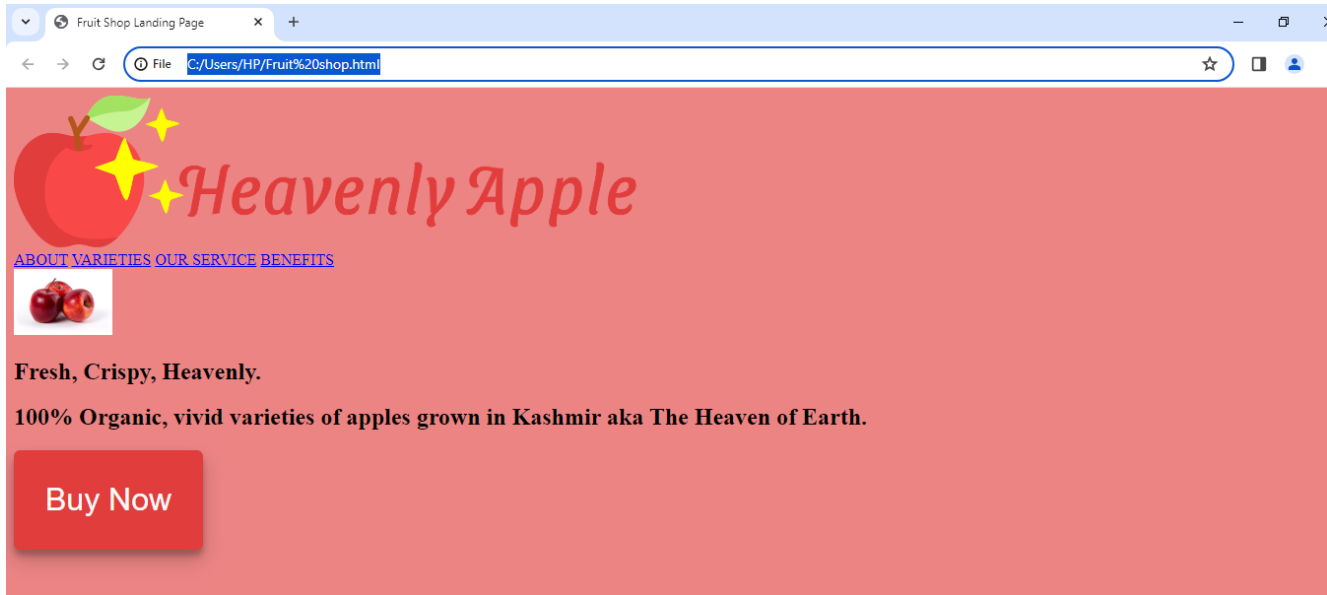 Fruit Shop Landing Page
File C:/Users/HP/Fruit%20shop.html
Heavenly Apple
ABOUT VARIETIES OUR SERVICE BENEFITS
Fresh, Crispy, Heavenly.
100% Organic, vivid varieties of apples grown in Kashmir aka The Heaven of Earth.
Buy Now